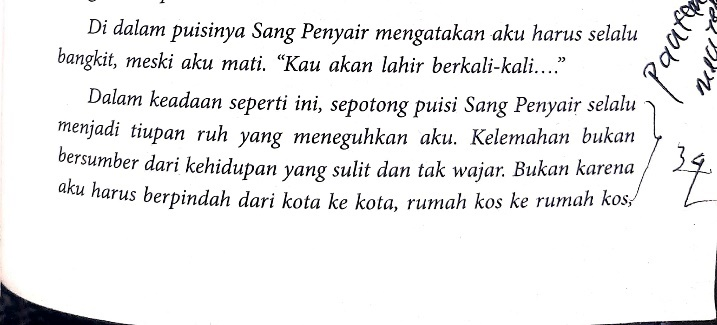 Di dalam puisinya Sang Penyair mengatakan aku harus selalu
bangkit, meski aku mati. “Kau akan lahir berkali-kali....”
Dalam keadaan seperti ini, sepotong puisi Sang Penyair selalu
menjadi tiupan ruh yang meneguhkan aku. Kelemahan bukan
bersumber dari kehidupan yang sulit dan tak wajar. Bukan karena
aku harus berpindah dari kota ke kota, rumah kos ke rumah kos,